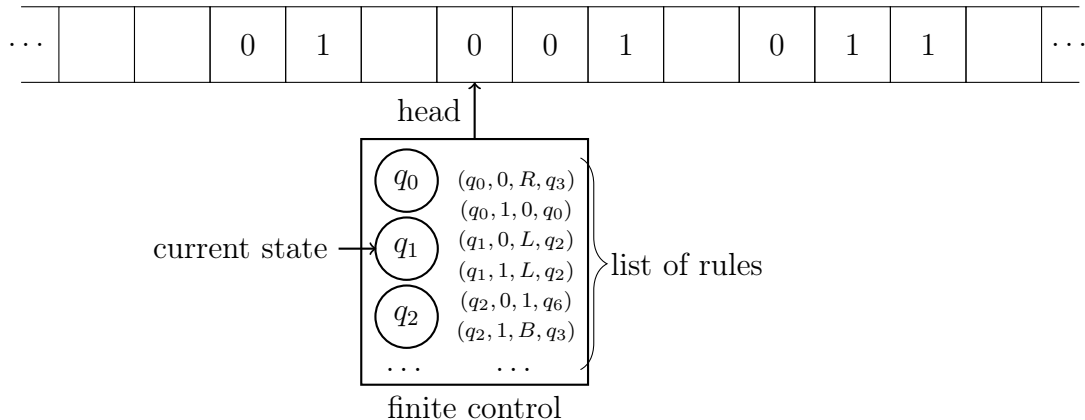 ⋯ 0 1 0 0 1 0 1 1 ⋯
head
q₀ (q₀, 0, R, q₃)
(q₀, 1, 0, q₀)
current state q₁ (q₁, 0, L, q₂)
(q₁, 1, L, q₂) list of rules
q₂ (q₂, 0, 1, q₆)
(q₂, 1, B, q₃)
⋯ ⋯
finite control